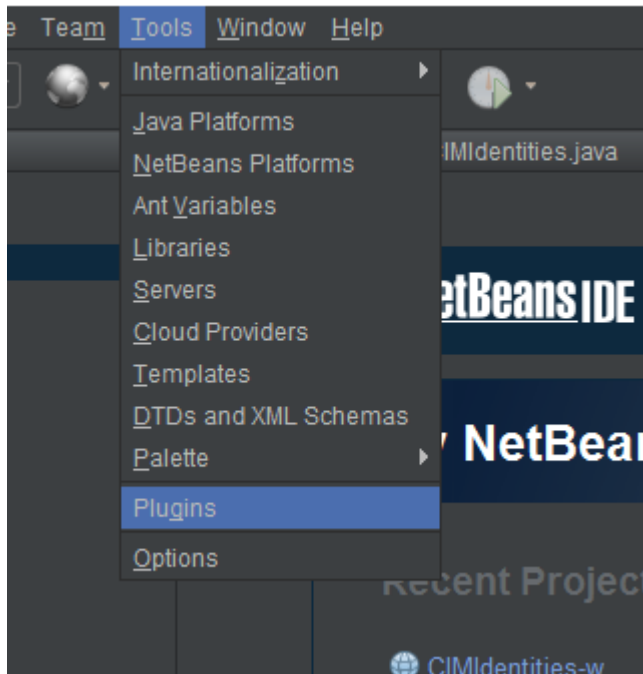 e Team Tools Window Help
Internationalization
Java Platforms
IMIdentities.java
NetBeans Platforms
Ant Variables
Libraries
Servers
etBeans IDE
Cloud Providers
Templates
DTDs and XML Schemas
Palette
y NetBea
Plugins
Options
Recent Project
CIMIdentities-w